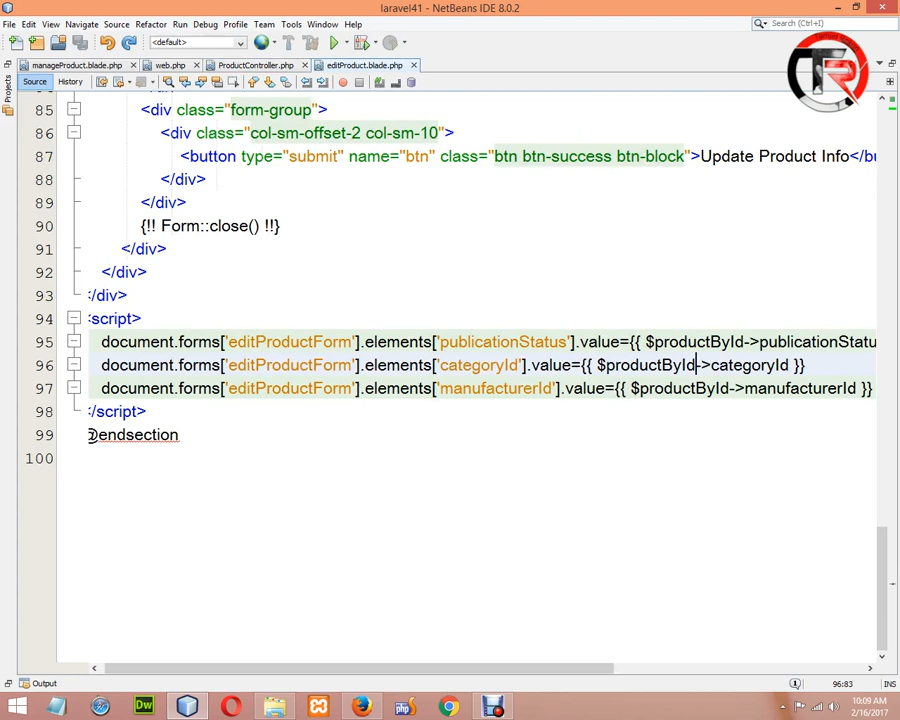 laravel41 - NetBeans IDE 8.0.2
File Edit View Navigate Source Refactor Run Debug Profile Team Tools Window Help
Search (Ctrl+I)
<default>
manageProduct.blade.php web.php ProductController.php editProduct.blade.php
Source History
Projects
85 <div class="form-group">
86 <div class="col-sm-offset-2 col-sm-10">
87 <button type="submit" name="btn" class="btn btn-success btn-block">Update Product Info</bu
88 </div>
89 </div>
90 {!! Form::close() !!}
91 </div>
92 </div>
93 </div>
94 <script>
95 document.forms['editProductForm'].elements['publicationStatus'].value={{ $productById->publicationStatu
96 document.forms['editProductForm'].elements['categoryId'].value={{ $productById->categoryId }}
97 document.forms['editProductForm'].elements['manufacturerId'].value={{ $productById->manufacturerId }}
98 </script>
99 @endsection
100
Output
96:83 INS
Dw
php
10:09 AM
2/16/2017